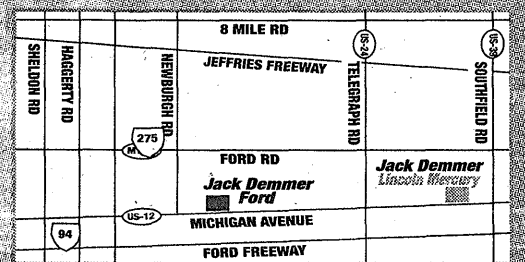 8 MILE RD
JEFFRIES FREEWAY
SHELDON RD
HAGGERTY RD
NEWBURGH RD
US-24
TELEGRAPH RD
US-39
SOUTHFIELD RD
275
M
FORD RD
Jack Demmer
Ford
Jack Demmer
Lincoln Mercury
US-12
MICHIGAN AVENUE
94
FORD FREEWAY